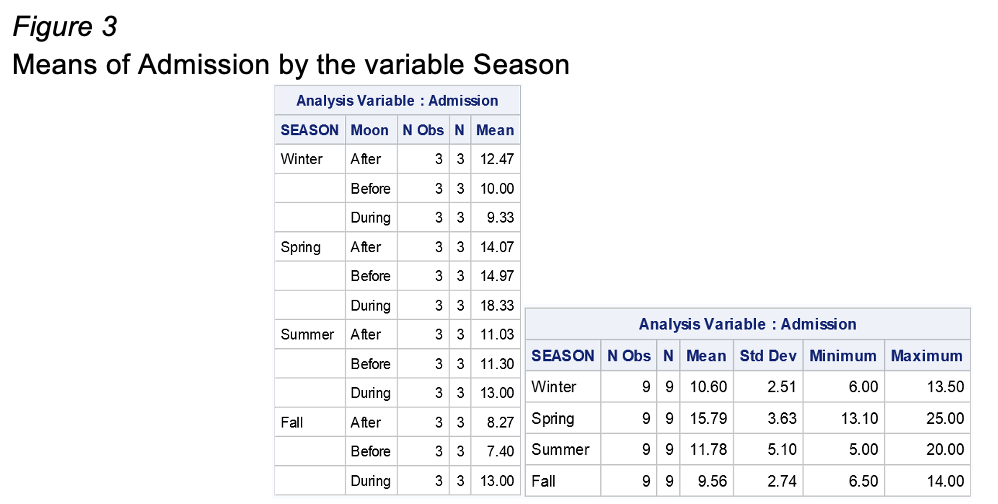 Figure 3
Means of Admission by the variable Season
Analysis Variable : Admission
SEASON Moon N Obs N Mean
Winter After 3 3 12.47
Before 3 3 10.00
During 3 3 9.33
Spring After 3 3 14.07
Before 3 3 14.97
During 3 3 18.33
Summer After 3 3 11.03
Before 3 3 11.30
During 3 3 13.00
Fall After 3 3 8.27
Before 3 3 7.40
During 3 3 13.00
Analysis Variable : Admission
SEASON N Obs N Mean Std Dev Minimum Maximum
Winter 9 9 10.60 2.51 6.00 13.50
Spring 9 9 15.79 3.63 13.10 25.00
Summer 9 9 11.78 5.10 5.00 20.00
Fall 9 9 9.56 2.74 6.50 14.00